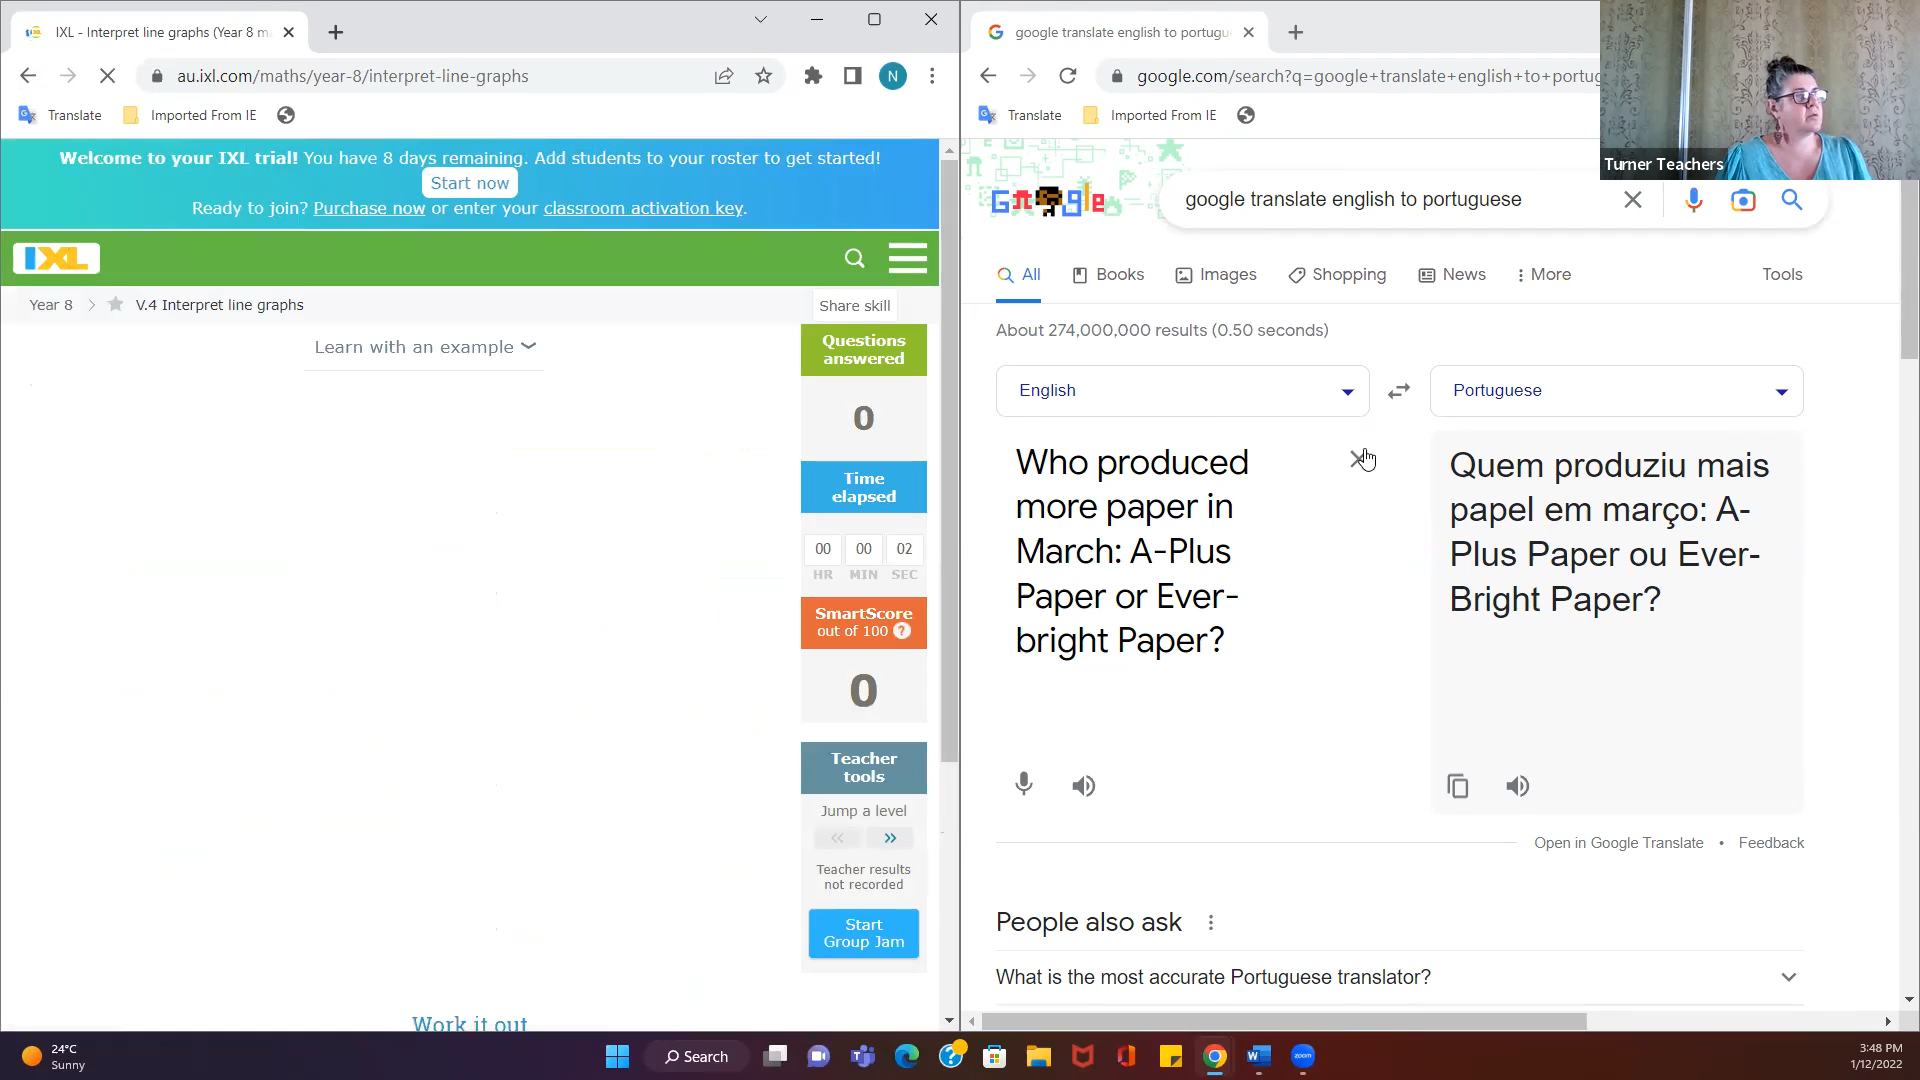 IXL - Interpret line graphs (Year 8 m
au.ixl.com/maths/year-8/interpret-line-graphs
N
Translate
Imported From IE
Welcome to your IXL trial! You have 8 days remaining. Add students to your roster to get started!
Start now
Ready to join? Purchase now or enter your classroom activation key.
IXL
Year 8
V.4 Interpret line graphs
Share skill
Learn with an example
Questions
answered
0
Time
elapsed
00 00 02
HR MIN SEC
SmartScore
out of 100 ?
0
Teacher
tools
Jump a level
Teacher results
not recorded
Start
Group Jam
Work it out
google translate english to portugu
google.com/search?q=google+translate+english+to+portug
Translate
Imported From IE
Turner Teachers
Google
google translate english to portuguese
All
Books
Images
Shopping
News
More
Tools
About 274,000,000 results (0.50 seconds)
English
Portuguese
Who produced
more paper in
March: A-Plus
Paper or Ever-
bright Paper?
Quem produziu mais
papel em março: A-
Plus Paper ou Ever-
Bright Paper?
Open in Google Translate • Feedback
People also ask
What is the most accurate Portuguese translator?
24°C
Sunny
Search
zoom
3:48 PM
1/12/2022